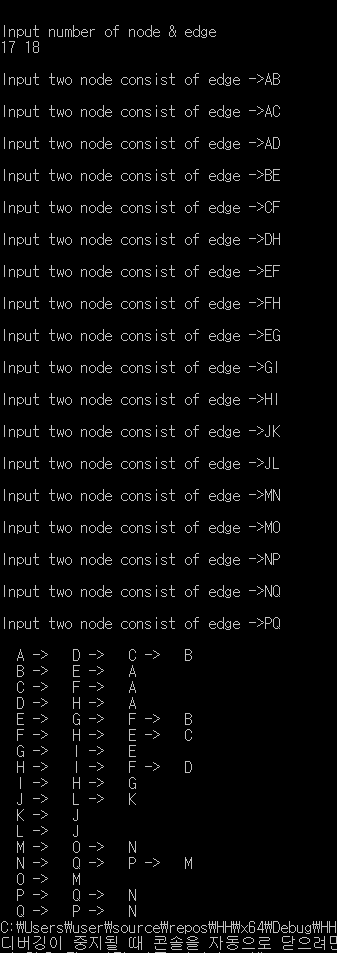 Input number of node & edge
17 18
Input two node consist of edge ->AB
Input two node consist of edge ->AC
Input two node consist of edge ->AD
Input two node consist of edge ->BE
Input two node consist of edge ->CF
Input two node consist of edge ->DH
Input two node consist of edge ->EF
Input two node consist of edge ->FH
Input two node consist of edge ->EG
Input two node consist of edge ->GI
Input two node consist of edge ->HI
Input two node consist of edge ->JK
Input two node consist of edge ->JL
Input two node consist of edge ->MN
Input two node consist of edge ->MO
Input two node consist of edge ->NP
Input two node consist of edge ->NQ
Input two node consist of edge ->PQ
A -> D -> C -> B
B -> E -> A
C -> F -> A
D -> H -> A
E -> G -> F -> B
F -> H -> E -> C
G -> I -> E
H -> I -> F -> D
I -> H -> G
J -> L -> K
K -> J
L -> J
M -> O -> N
N -> Q -> P -> M
O -> M
P -> Q -> N
Q -> P -> N
C:₩Users₩user₩source₩repos₩HH₩x64₩Debug₩HH
디버깅이 중지될 때 콘솔을 자동으로 닫으려면